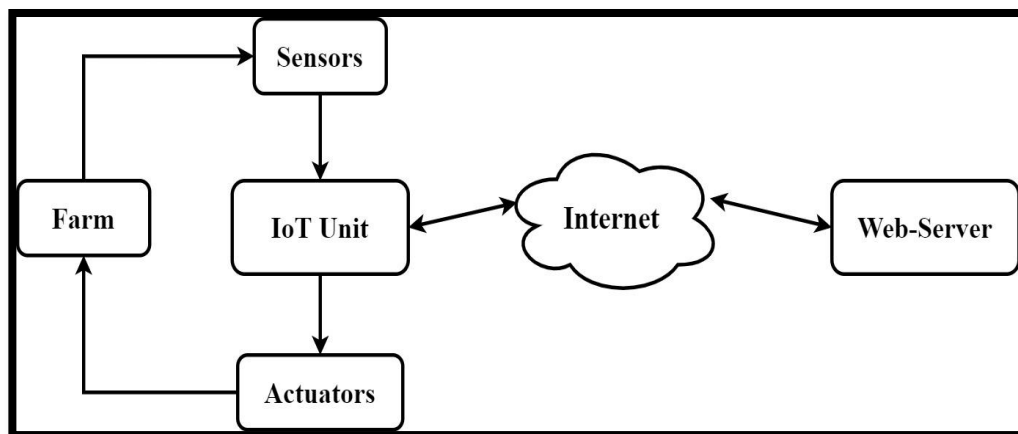 Sensors
Farm
IoT Unit
Internet
Web-Server
Actuators